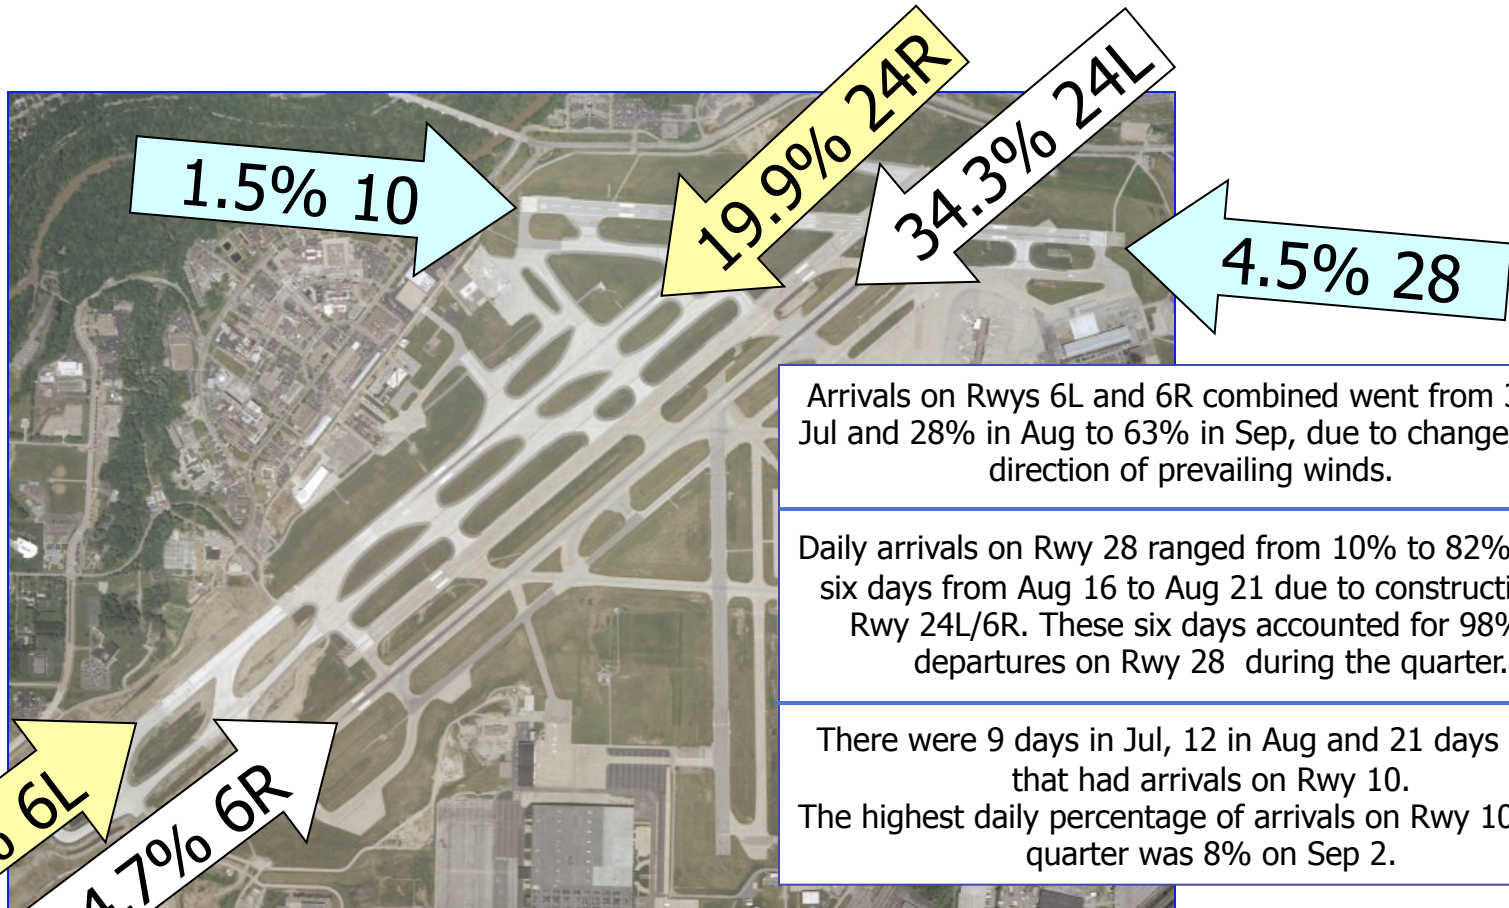 19.9% 24R
34.3% 24L
1.5% 10
4.5% 28
Arrivals on Rwys 6L and 6R combined went from
Jul and 28% in Aug to 63% in Sep, due to change
direction of prevailing winds.
Daily arrivals on Rwy 28 ranged from 10% to 82%
six days from Aug 16 to Aug 21 due to
Rwy 24L/6R. These six days accounted for 98%
departures on Rwy 28 during the quarter.
There were 9 days in Jul, 12 in Aug and 21 days
that had arrivals on Rwy 10.
The highest daily percentage of arrivals on Rwy 10
quarter was 8% on Sep 2.
% 6L
4.7% 6R